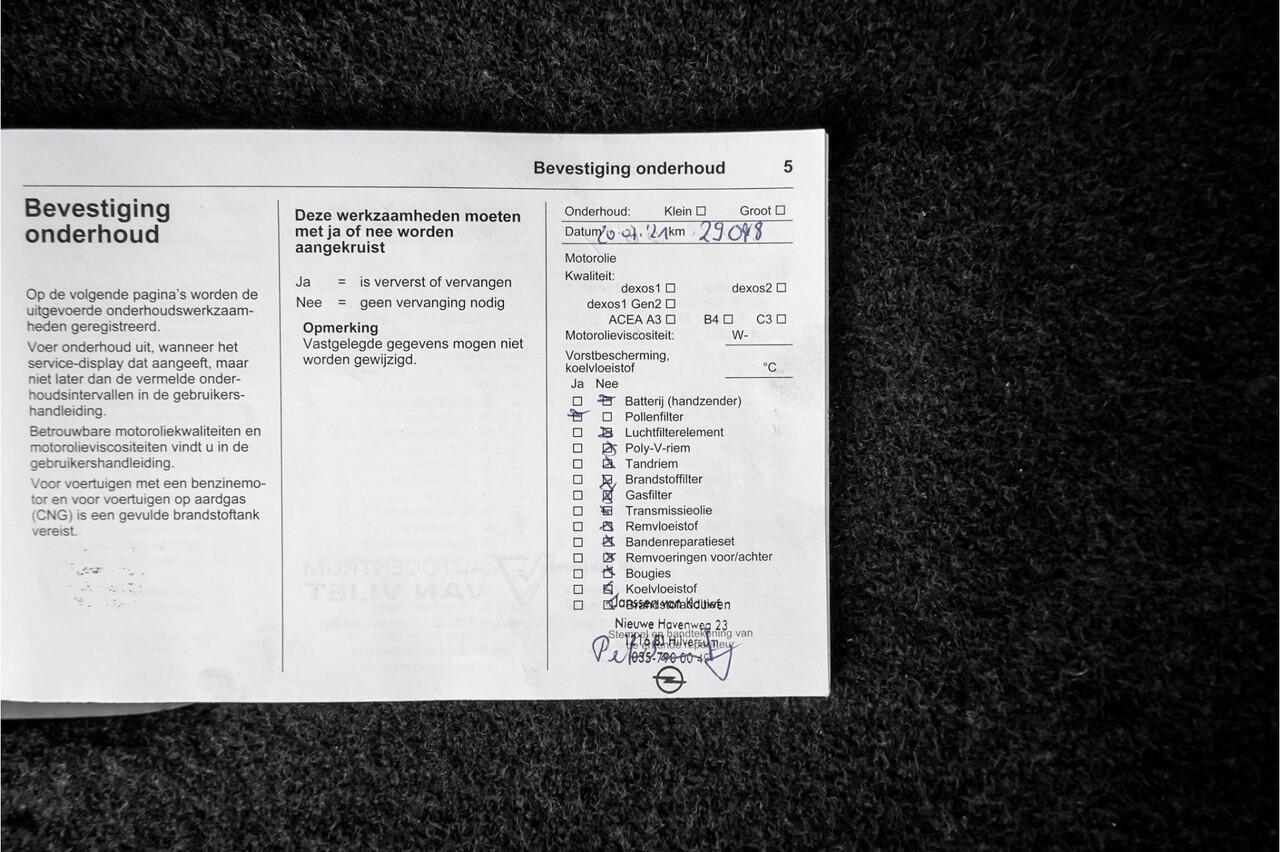 Bevestiging onderhoud 5
Bevestiging
onderhoud
Op de volgende pagina's worden de
uitgevoerde onderhoudswerkzaam-
heden geregistreerd.
Voer onderhoud uit, wanneer het
service-display dat aangeeft, maar
niet later dan de vermelde onder-
houdsintervallen in de gebruikers-
handleiding.
Betrouwbare motoroliekwaliteiten en
motorolieviscositeiten vindt u in de
gebruikershandleiding.
Voor voertuigen met een benzinemo-
tor en voor voertuigen op aardgas
(CNG) is een gevulde brandstoftank
vereist.
Deze werkzaamheden moeten
met ja of nee worden
aangekruist
Ja = is ververst of vervangen
Nee = geen vervanging nodig
Opmerking
Vastgelegde gegevens mogen niet
worden gewijzigd.
Onderhoud: Klein Groot
Datum 20-07-'21 km 29048
Motorolie
Kwaliteit:
dexos1 dexos2
dexos1 Gen2
ACEA A3 B4 C3
Motorolieviscositeit: W-
Vorstbescherming,
koelvloeistof °C
Ja Nee
Batterij (handzender)
Pollenfilter
Luchtfilterelement
Poly-V-riem
Tandriem
Brandstoffilter
Gasfilter
Transmissieolie
Remvloeistof
Bandenreparatieset
Remvoeringen voor/achter
Bougies
Koelvloeistof
Janssen van Kouwen
Nieuwe Havenweg 23
Stempel en handtekening van
Hilversum
AUTOCENTRUM
VAN VLIET